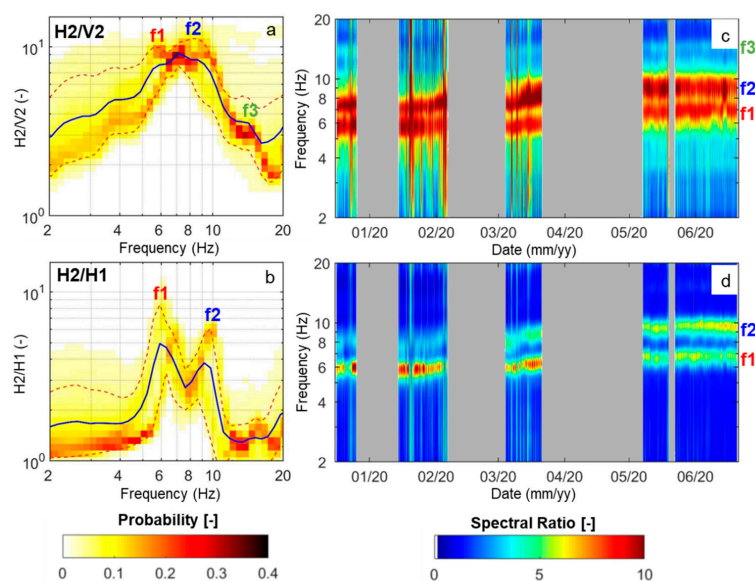 H2/V2
a
f1
f2
f3
10¹
10⁰
H2/V2 (-)
2
4
6
8
10
20
Frequency (Hz)
c
20
10
8
6
4
2
Frequency (Hz)
01/20
02/20
03/20
04/20
05/20
06/20
Date (mm/yy)
f3
f2
f1
H2/H1
b
f1
f2
10¹
10⁰
H2/H1 (-)
2
4
6
8
10
20
Frequency (Hz)
d
20
10
8
6
4
2
Frequency (Hz)
01/20
02/20
03/20
04/20
05/20
06/20
Date (mm/yy)
f2
f1
Probability [-]
0
0.1
0.2
0.3
0.4
Spectral Ratio [-]
0
5
10